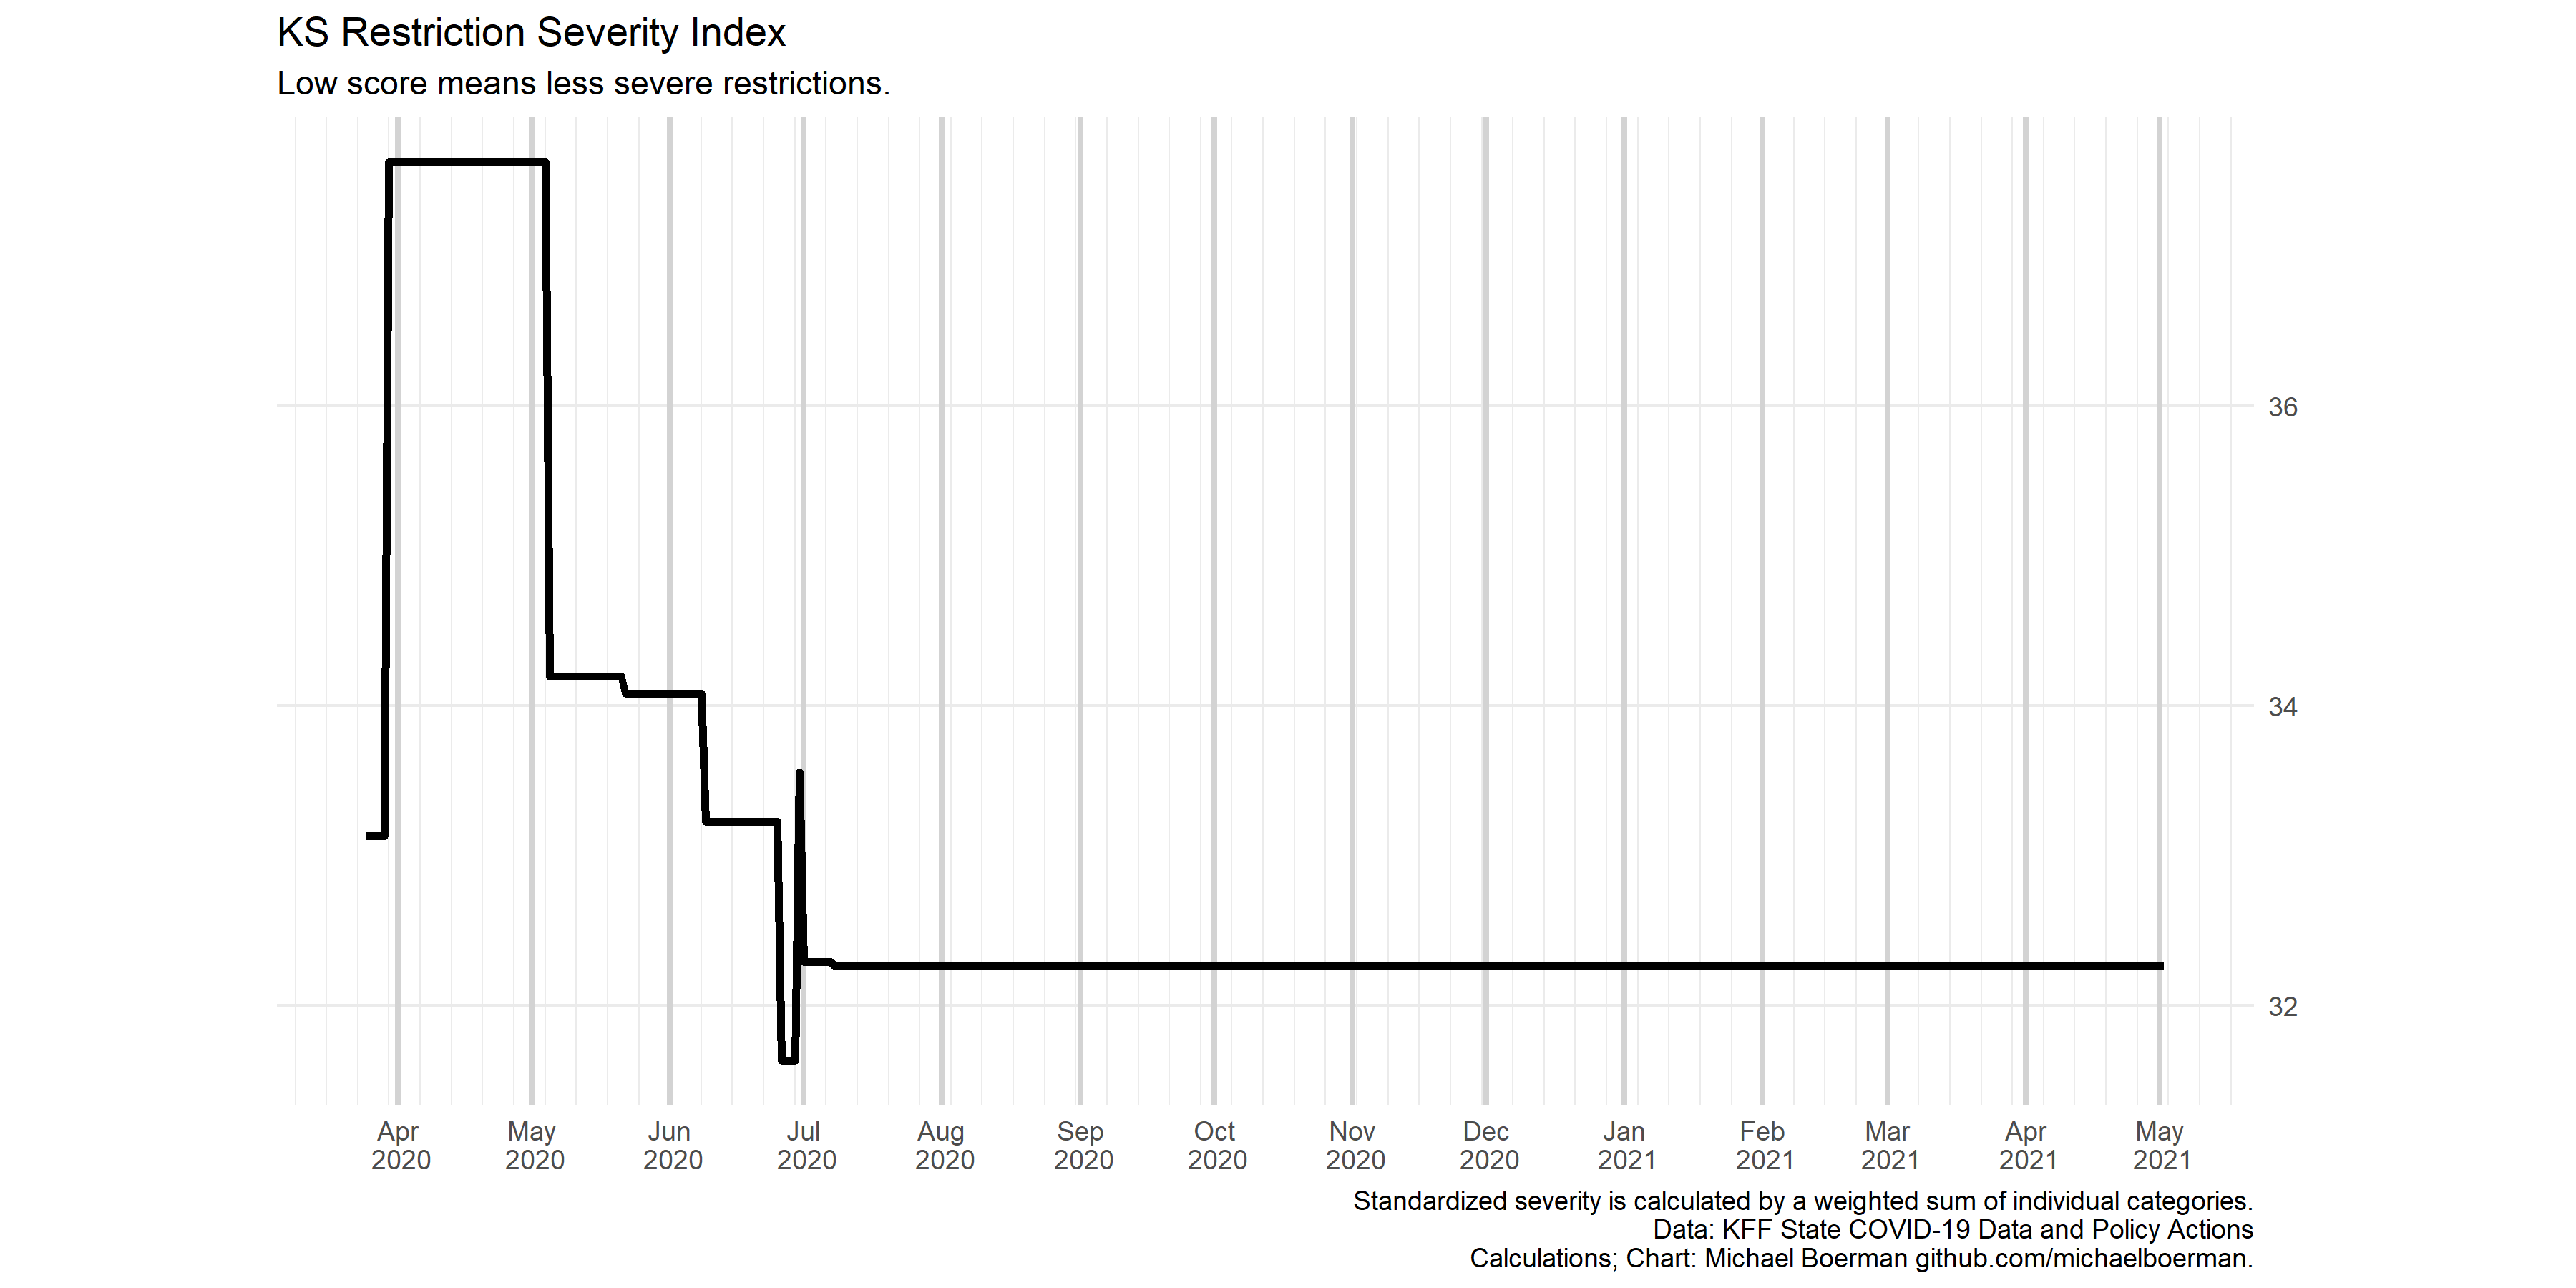 KS Restriction Severity Index
Low score means less severe restrictions.
36
34
32
Apr May Jun Jul Aug Sep Oct Nov Dec Jan Feb Mar Apr May
2020 2020 2020 2020 2020 2020 2020 2020 2020 2021 2021 2021 2021 2021
Standardized severity is calculated by a weighted sum of individual categories.
Data: KFF State COVID-19 Data and Policy Actions
Calculations; Chart: Michael Boerman github.com/michaelboerman.